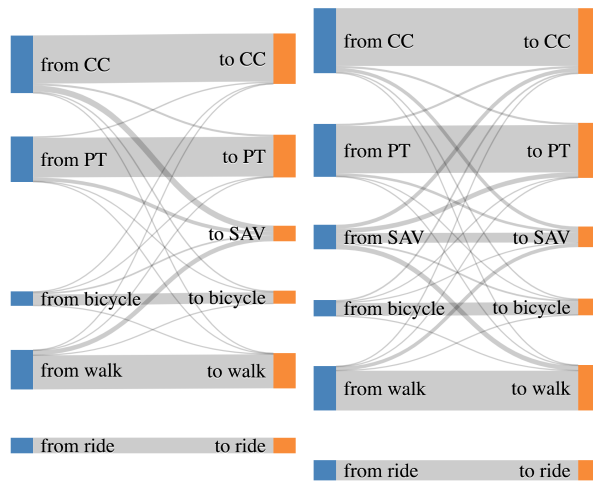 from CC
to CC
from PT
to PT
to SAV
from bicycle
to bicycle
from walk
to walk
from ride
to ride
from CC
to CC
from PT
to PT
from SAV
to SAV
from bicycle
to bicycle
from walk
to walk
from ride
to ride